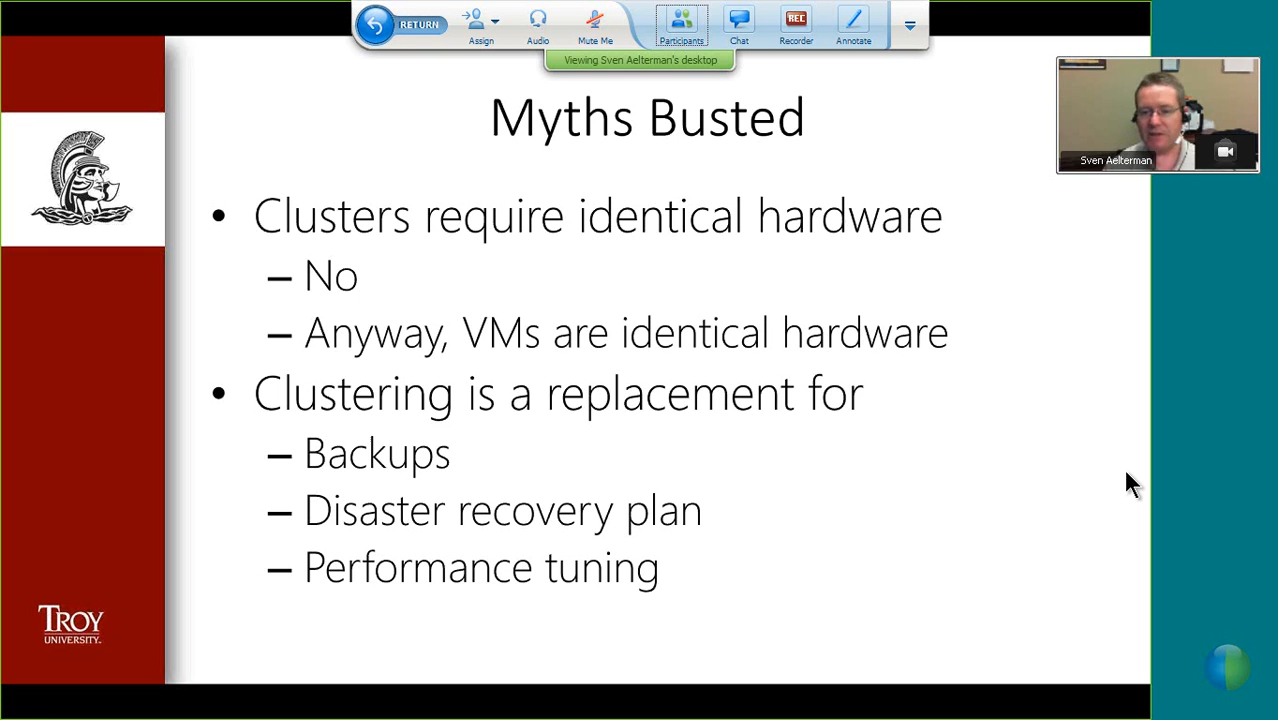 RETURN
Assign
Audio
Mute Me
Participants
Chat
REC
Recorder
Annotate
Viewing Sven Aelterman's desktop
Sven Aelterman
Myths Busted
• Clusters require identical hardware
– No
– Anyway, VMs are identical hardware
• Clustering is a replacement for
– Backups
– Disaster recovery plan
– Performance tuning
TROY
UNIVERSITY